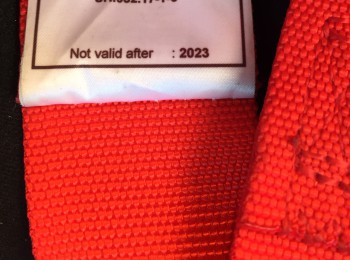 Not valid after : 2023